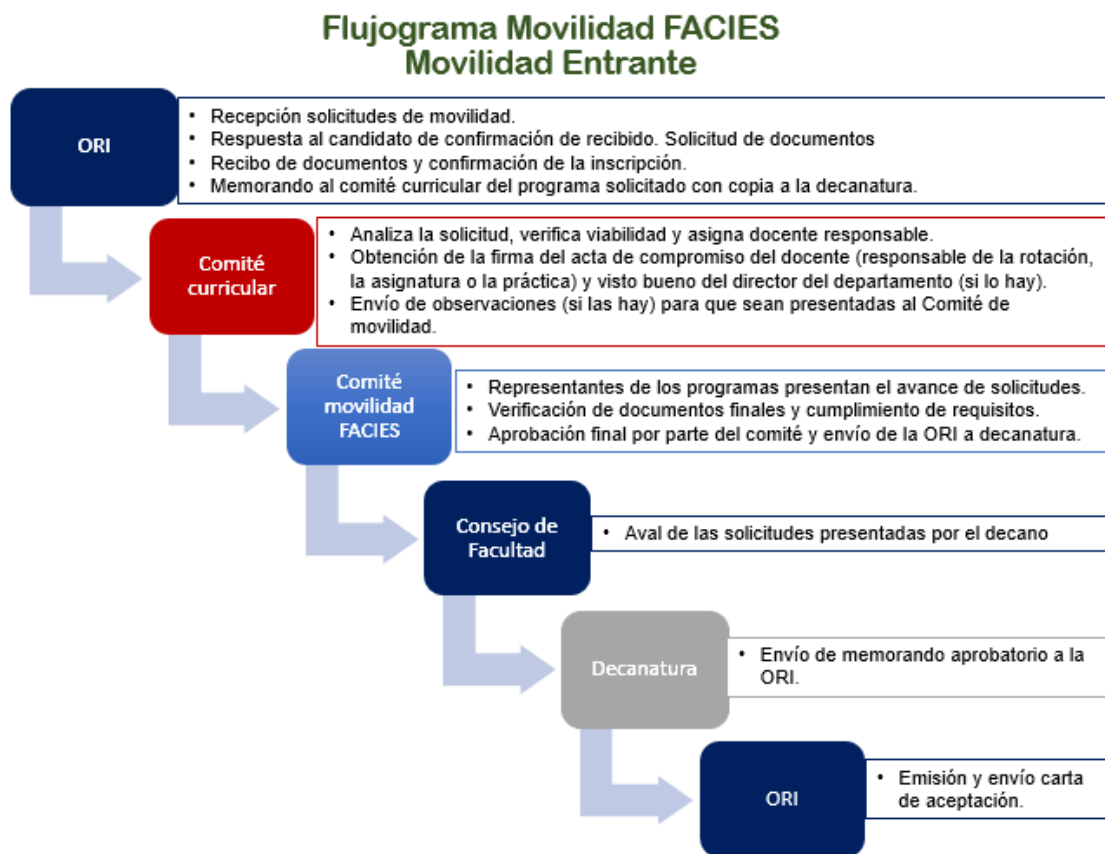 Flujograma Movilidad FACIES
Movilidad Entrante
ORI
• Recepción solicitudes de movilidad.
• Respuesta al candidato de confirmación de recibido. Solicitud de documentos
• Recibo de documentos y confirmación de la inscripción.
• Memorando al comité curricular del programa solicitado con copia a la decanatura.
Comité
curricular
• Analiza la solicitud, verifica viabilidad y asigna docente responsable.
• Obtención de la firma del acta de compromiso del docente (responsable de la rotación,
la asignatura o la práctica) y visto bueno del director del departamento (si lo hay).
• Envío de observaciones (si las hay) para que sean presentadas al Comité de
movilidad.
Comité
movilidad
FACIES
• Representantes de los programas presentan el avance de solicitudes.
• Verificación de documentos finales y cumplimiento de requisitos.
• Aprobación final por parte del comité y envío de la ORI a decanatura.
Consejo de
Facultad
• Aval de las solicitudes presentadas por el decano
Decanatura
• Envío de memorando aprobatorio a la
ORI.
ORI
• Emisión y envío carta
de aceptación.